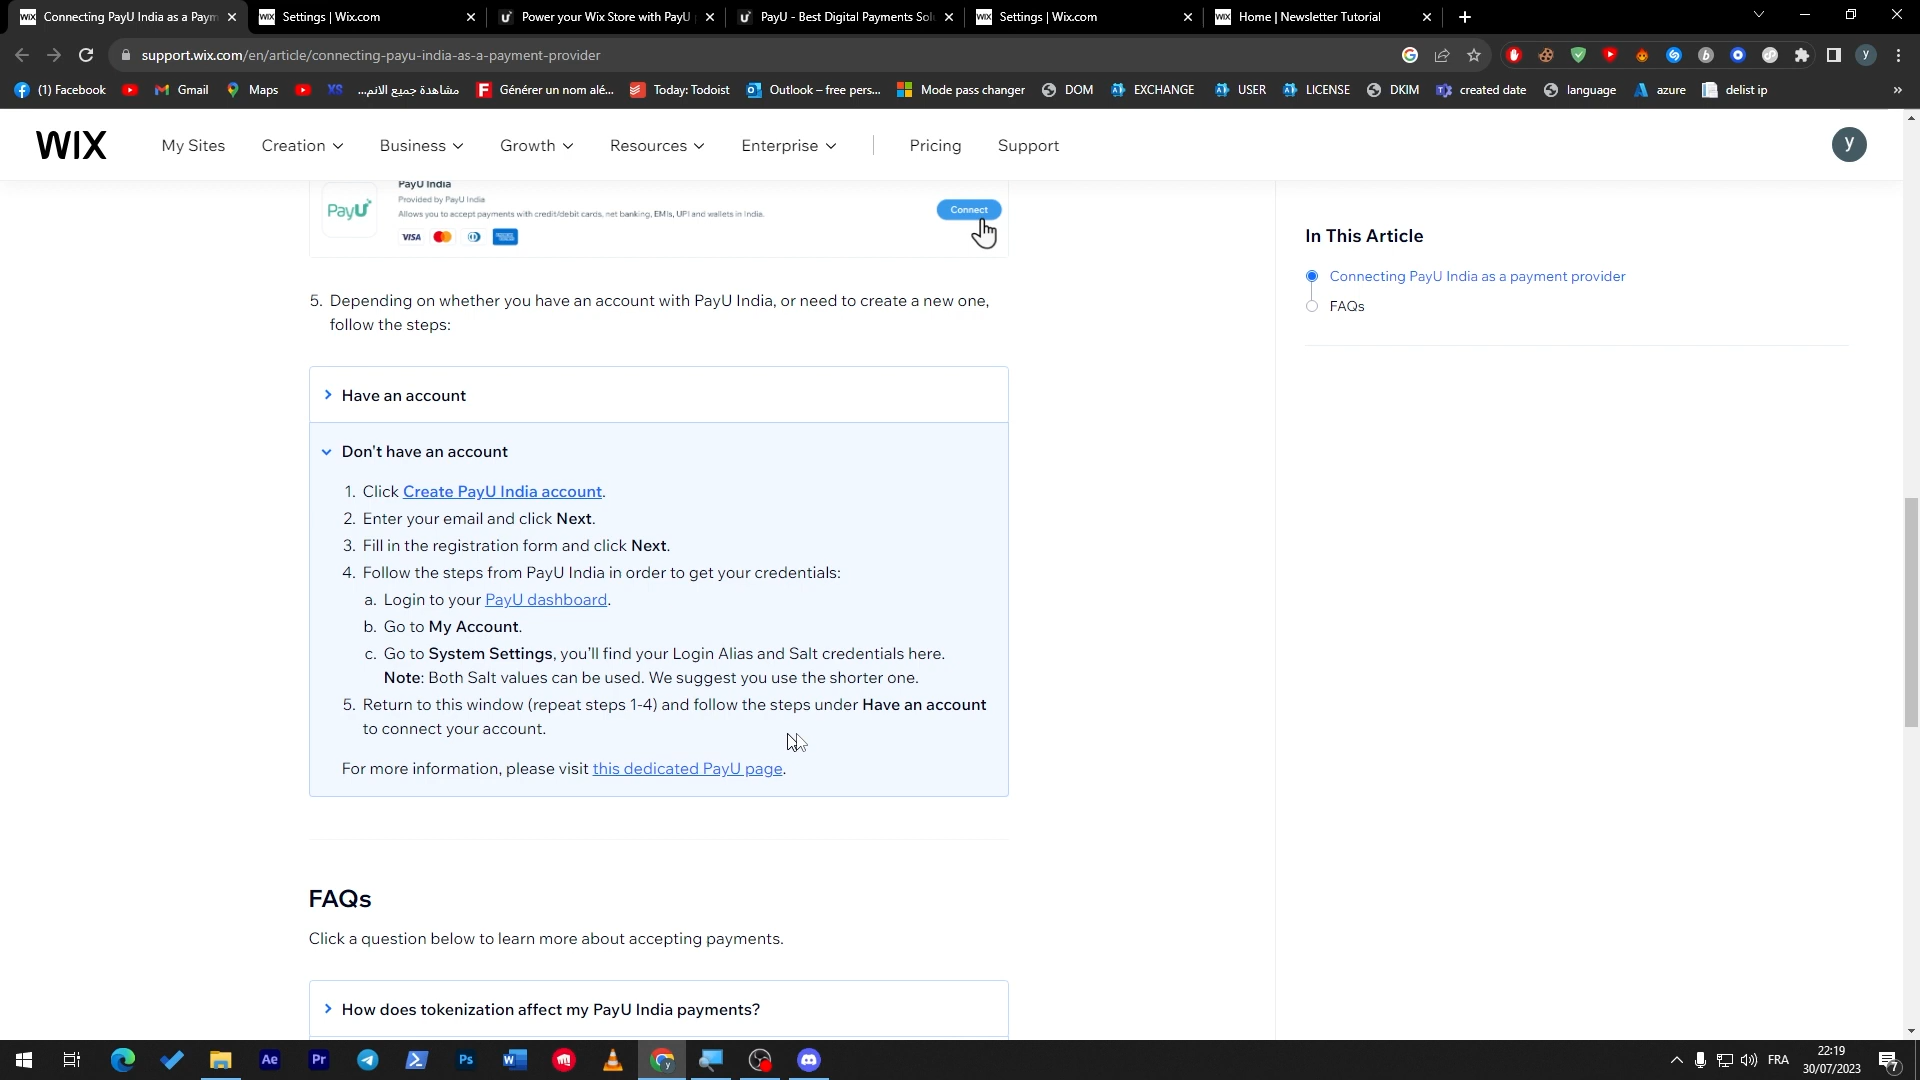 Connecting PayU India as a Paym
Settings | Wix.com
Power your Wix Store with PayU
PayU - Best Digital Payments Sol
Settings | Wix.com
Home | Newsletter Tutorial
support.wix.com/en/article/connecting-payu-india-as-a-payment-provider
(1) Facebook
Gmail
Maps
XS
مشاهدة جميع الانم...
Générer un nom alé...
Today: Todoist
Outlook – free pers...
Mode pass changer
DOM
EXCHANGE
USER
LICENSE
DKIM
created date
language
azure
delist ip
WIX
My Sites
Creation
Business
Growth
Resources
Enterprise
Pricing
Support
y
PayU
PayU India
Provided by PayU India
Allows you to accept payments with credit/debit cards, net banking, EMIs, UPI and wallets in India.
VISA
Connect
5. Depending on whether you have an account with PayU India, or need to create a new one,
follow the steps:
Have an account
Don't have an account
1. Click Create PayU India account.
2. Enter your email and click Next.
3. Fill in the registration form and click Next.
4. Follow the steps from PayU India in order to get your credentials:
a. Login to your PayU dashboard.
b. Go to My Account.
c. Go to System Settings, you'll find your Login Alias and Salt credentials here.
Note: Both Salt values can be used. We suggest you use the shorter one.
5. Return to this window (repeat steps 1-4) and follow the steps under Have an account
to connect your account.
For more information, please visit this dedicated PayU page.
FAQs
Click a question below to learn more about accepting payments.
How does tokenization affect my PayU India payments?
In This Article
Connecting PayU India as a payment provider
FAQs
Ae
Pr
Ps
FRA
22:19
30/07/2023
7